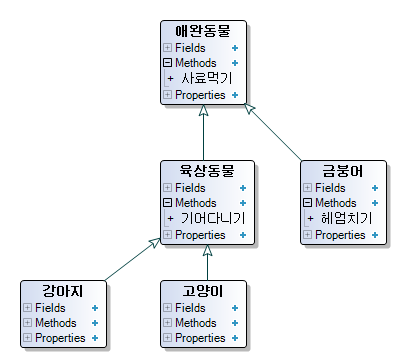 애완동물
Fields
Methods
사료먹기
Properties
육상동물
Fields
Methods
기어다니기
Properties
금붕어
Fields
Methods
헤엄치기
Properties
강아지
Fields
Methods
Properties
고양이
Fields
Methods
Properties